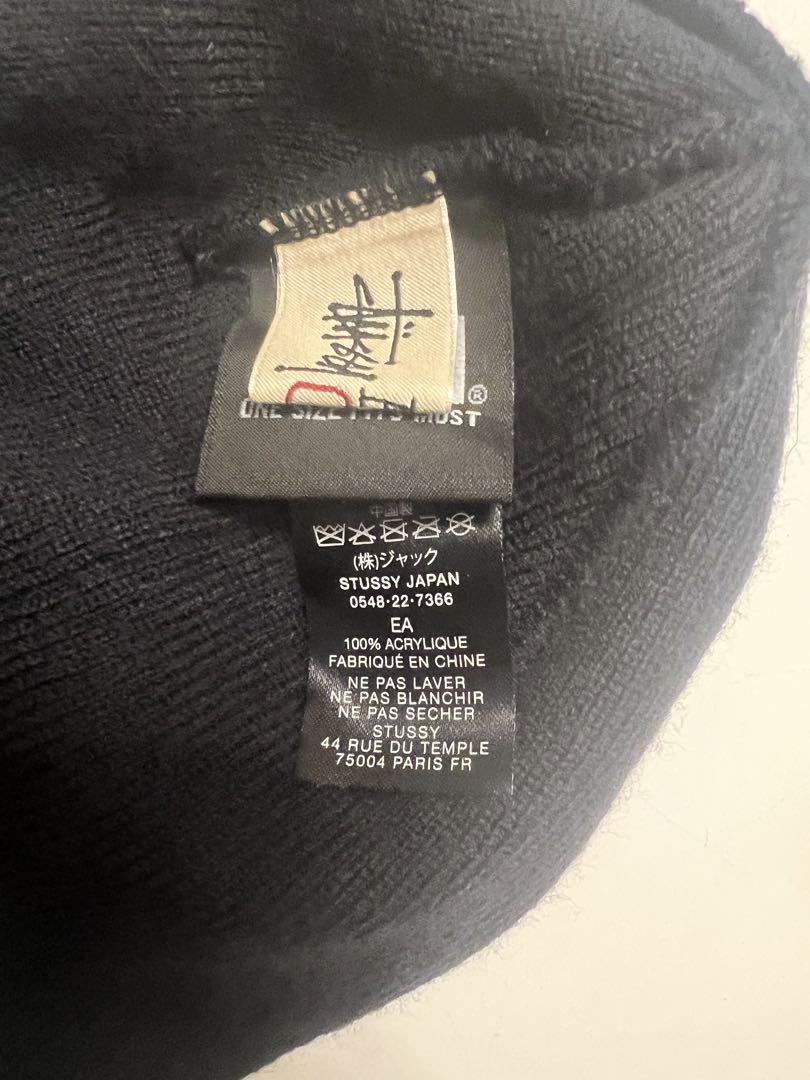 ®
ONE SIZE FITS MOST
中国製
(株)ジャック
STUSSY JAPAN
0548·22·7366
EA
100% ACRYLIQUE
FABRIQUÉ EN CHINE
NE PAS LAVER
NE PAS BLANCHIR
NE PAS SECHER
STUSSY
44 RUE DU TEMPLE
75004 PARIS FR